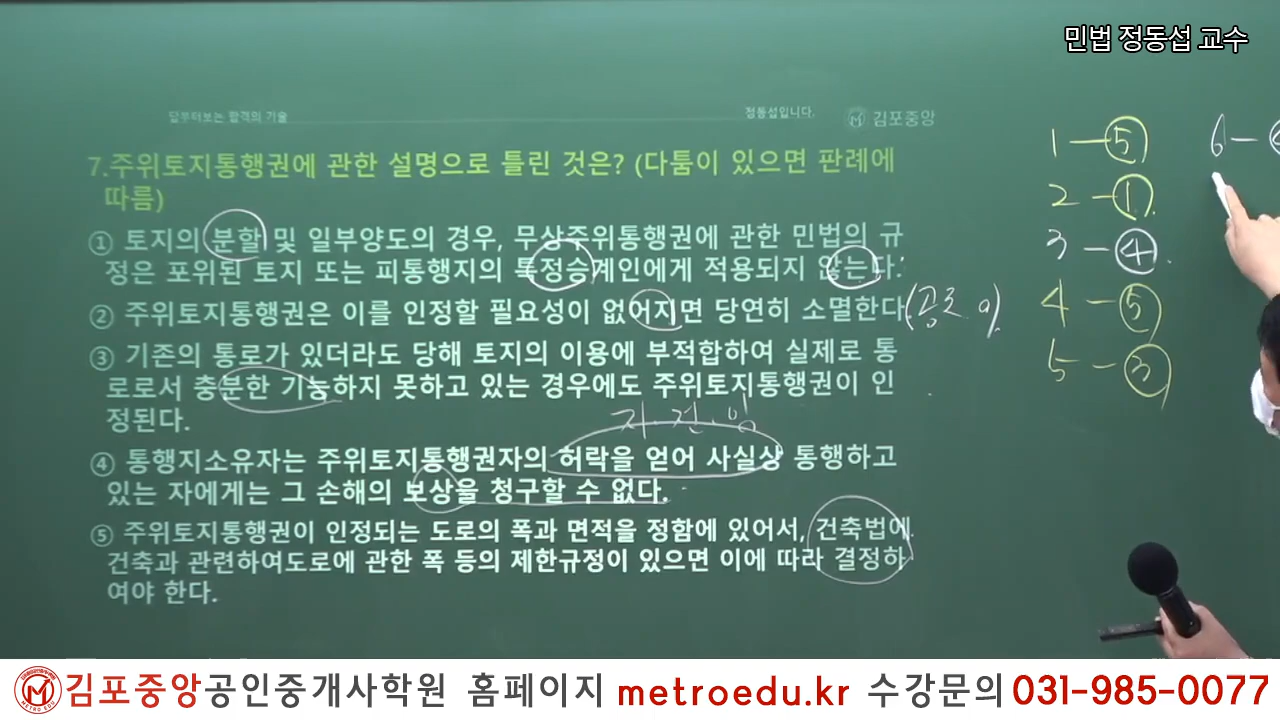 민법 정동섭 교수
답부터보는 합격의 기술
정동섭입니다.
김포중앙
7.주위토지통행권에 관한 설명으로 틀린 것은? (다툼이 있으면 판례에
따름)
① 토지의 분할 및 일부양도의 경우, 무상주위통행권에 관한 민법의 규
정은 포위된 토지 또는 피통행지의 특정승계인에게 적용되지 않는다.
② 주위토지통행권은 이를 인정할 필요성이 없어지면 당연히 소멸한다
(공로 이).
③ 기존의 통로가 있더라도 당해 토지의 이용에 부적합하여 실제로 통
로로서 충분한 기능하지 못하고 있는 경우에도 주위토지통행권이 인
정된다.
④ 통행지소유자는 주위토지통행권자의 허락을 얻어 사실상 통행하고
있는 자에게는 그 손해의 보상을 청구할 수 없다.
⑤ 주위토지통행권이 인정되는 도로의 폭과 면적을 정함에 있어서, 건축법에
건축과 관련하여도로에 관한 폭 등의 제한규정이 있으면 이에 따라 결정하
여야 한다.
1 - ⑤
2 - ①
3 - ④
4 - ⑤
5 - ③
6 -
김포중앙공인중개사학원 홈페이지 metroedu.kr 수강문의 031-985-0077